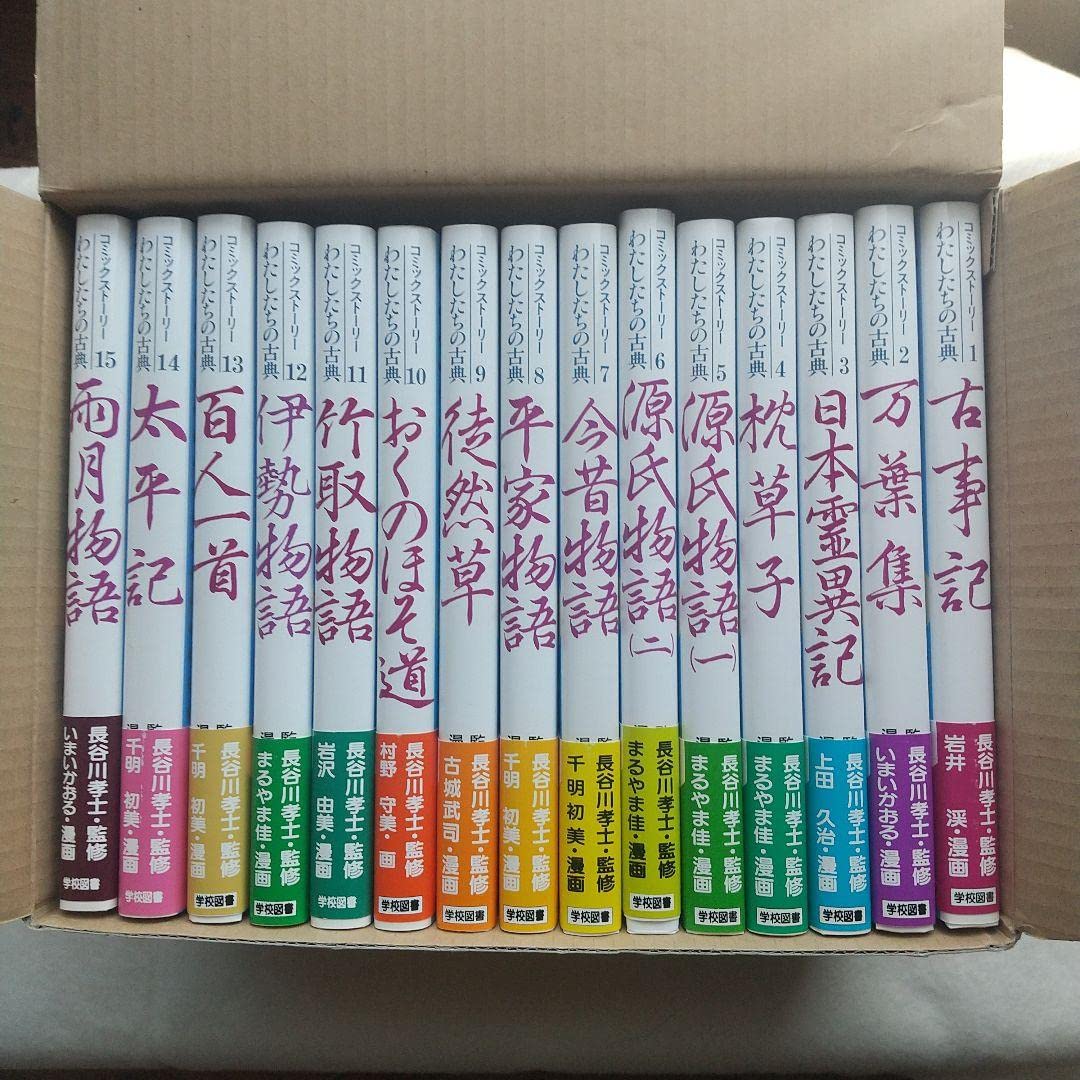 コミックストーリー
わたしたちの古典 1
古事記
長谷川孝士・監修
岩井 渓・漫画
学校図書
コミックストーリー
わたしたちの古典 2
万葉集
長谷川孝士・監修
いまいかおる・漫画
学校図書
コミックストーリー
わたしたちの古典 3
日本霊異記
長谷川孝士・監修
上田 久治・漫画
学校図書
コミックストーリー
わたしたちの古典 4
枕草子
長谷川孝士・監修
まるやま佳・漫画
学校図書
コミックストーリー
わたしたちの古典 5
源氏物語(一)
長谷川孝士・監修
まるやま佳・漫画
学校図書
コミックストーリー
わたしたちの古典 6
源氏物語(二)
長谷川孝士・監修
まるやま佳・漫画
学校図書
コミックストーリー
わたしたちの古典 7
今昔物語
長谷川孝士・監修
千明初美・漫画
学校図書
コミックストーリー
わたしたちの古典 8
平家物語
長谷川孝士・監修
千明 初美・漫画
学校図書
コミックストーリー
わたしたちの古典 9
徒然草
長谷川孝士・監修
古城武司・漫画
学校図書
コミックストーリー
わたしたちの古典 10
おくのほそ道
長谷川孝士・監修
村野 守美・画
学校図書
コミックストーリー
わたしたちの古典 11
竹取物語
長谷川孝士・監修
岩沢 由美・漫画
学校図書
コミックストーリー
わたしたちの古典 12
伊勢物語
長谷川孝士・監修
まるやま佳・漫画
学校図書
コミックストーリー
わたしたちの古典 13
百人一首
長谷川孝士・監修
千明 初美・漫画
学校図書
コミックストーリー
わたしたちの古典 14
太平記
長谷川孝士・監修
千明 初美・漫画
学校図書
コミックストーリー
わたしたちの古典 15
雨月物語
長谷川孝士・監修
いまいかおる・漫画
学校図書